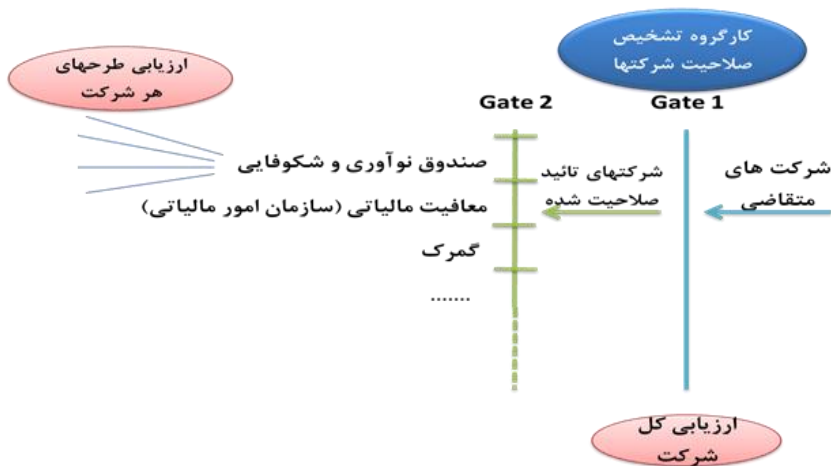 کارگروه تشخیص
صلاحیت شرکتها
ارزیابی طرحهای
هر شرکت
Gate 1
Gate 2
شرکت های
متقاضی
شرکتهای تائید
صلاحیت شده
صندوق نوآوری و شکوفایی
معافیت مالیاتی (سازمان امور مالیاتی)
گمرک
.......
ارزیابی کل
شرکت